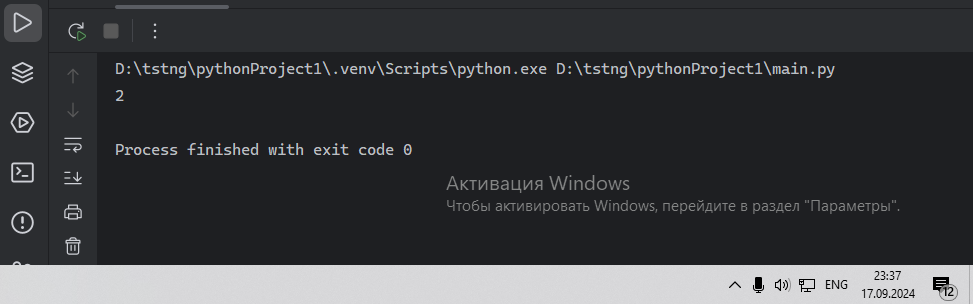 D:\tstng\pythonProject1\.venv\Scripts\python.exe D:\tstng\pythonProject1\main.py
2
Process finished with exit code 0
Активация Windows
Чтобы активировать Windows, перейдите в раздел "Параметры".
ENG
23:37
17.09.2024
12